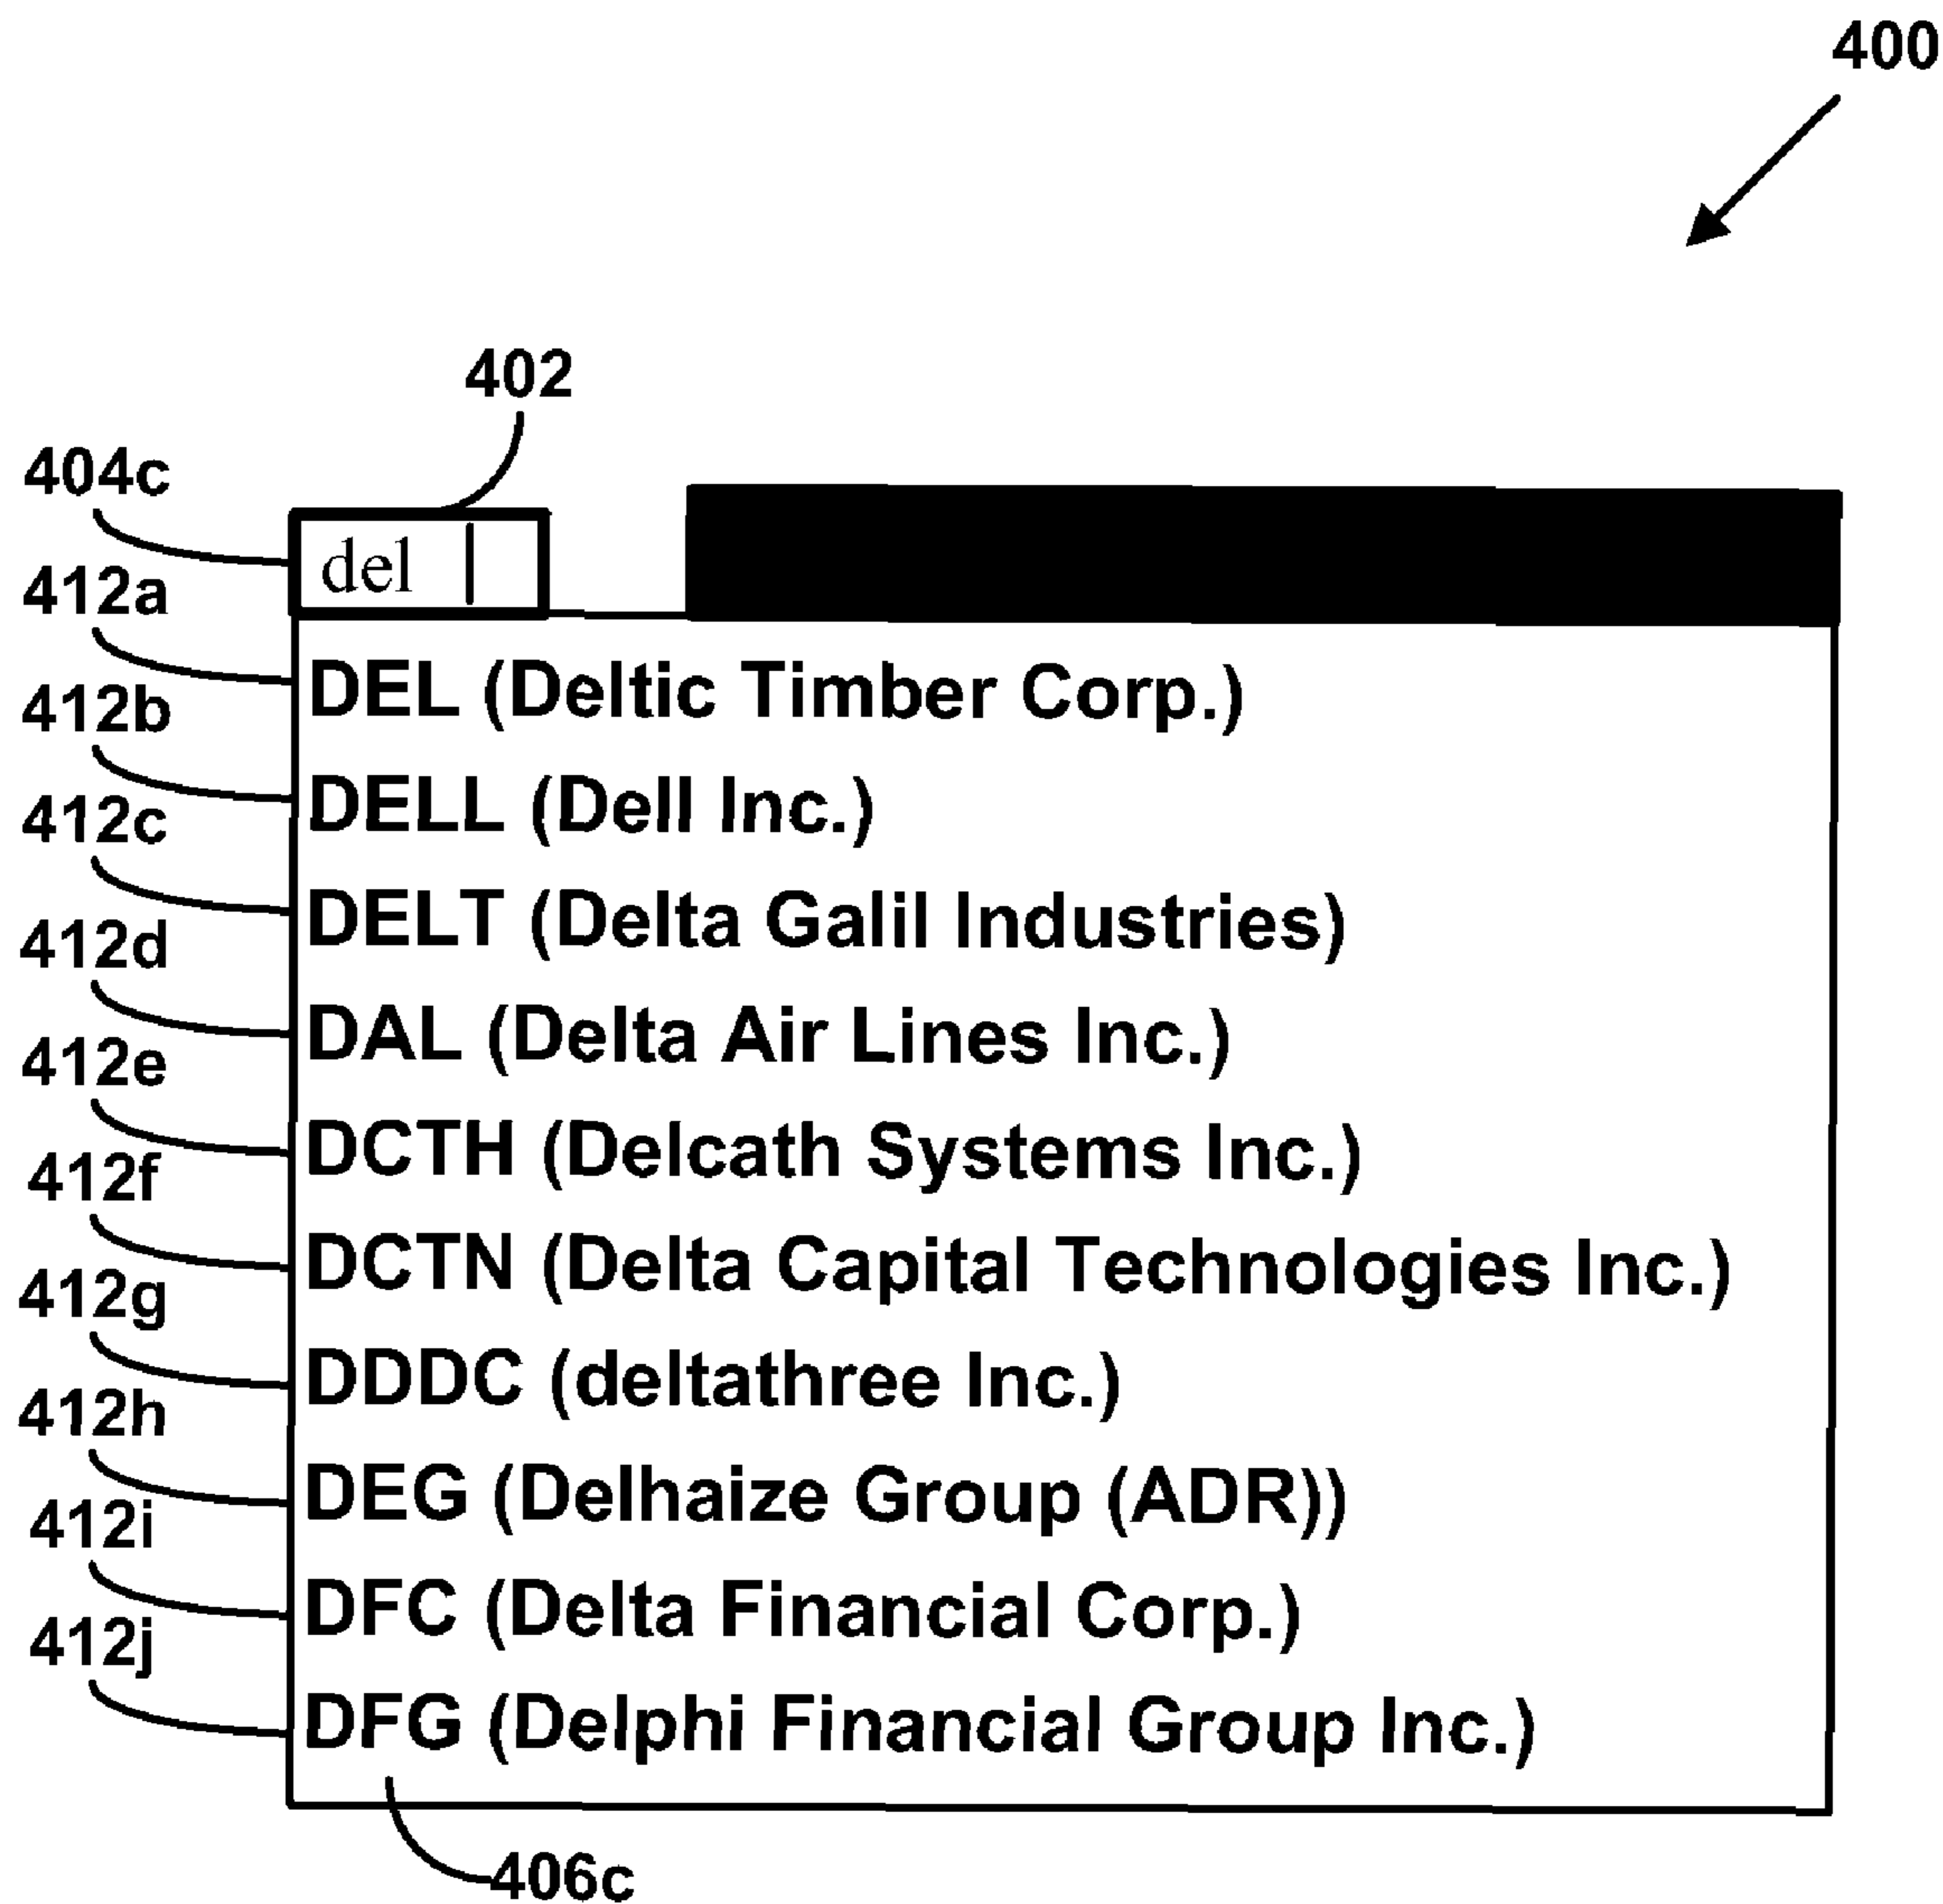 400
402
404c
del
412a
DEL (Deltic Timber Corp.)
412b
DELL (Dell Inc.)
412c
DELT (Delta Galil Industries)
412d
DAL (Delta Air Lines Inc.)
412e
DCTH (Delcath Systems Inc.)
412f
DCTN (Delta Capital Technologies Inc.)
412g
DDDC (deltathree Inc.)
412h
DEG (Delhaize Group (ADR))
412i
DFC (Delta Financial Corp.)
412j
DFG (Delphi Financial Group Inc.)
406c